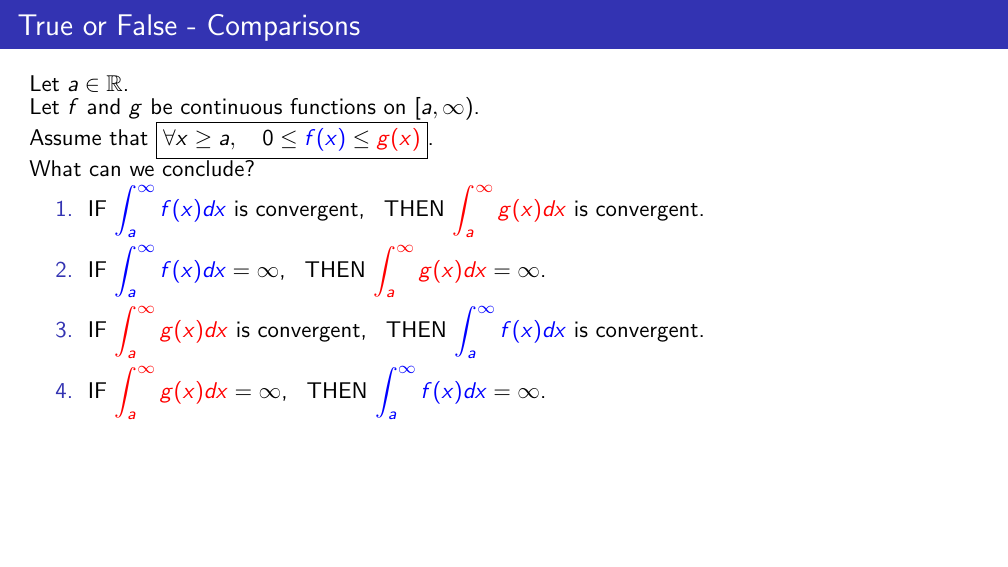 True or False - Comparisons
Let a ∈ ℝ.
Let f and g be continuous functions on [a, ∞).
Assume that ∀x ≥ a, 0 ≤ f(x) ≤ g(x).
What can we conclude?
1. IF ∫_a^∞ f(x)dx is convergent, THEN ∫_a^∞ g(x)dx is convergent.
2. IF ∫_a^∞ f(x)dx = ∞, THEN ∫_a^∞ g(x)dx = ∞.
3. IF ∫_a^∞ g(x)dx is convergent, THEN ∫_a^∞ f(x)dx is convergent.
4. IF ∫_a^∞ g(x)dx = ∞, THEN ∫_a^∞ f(x)dx = ∞.